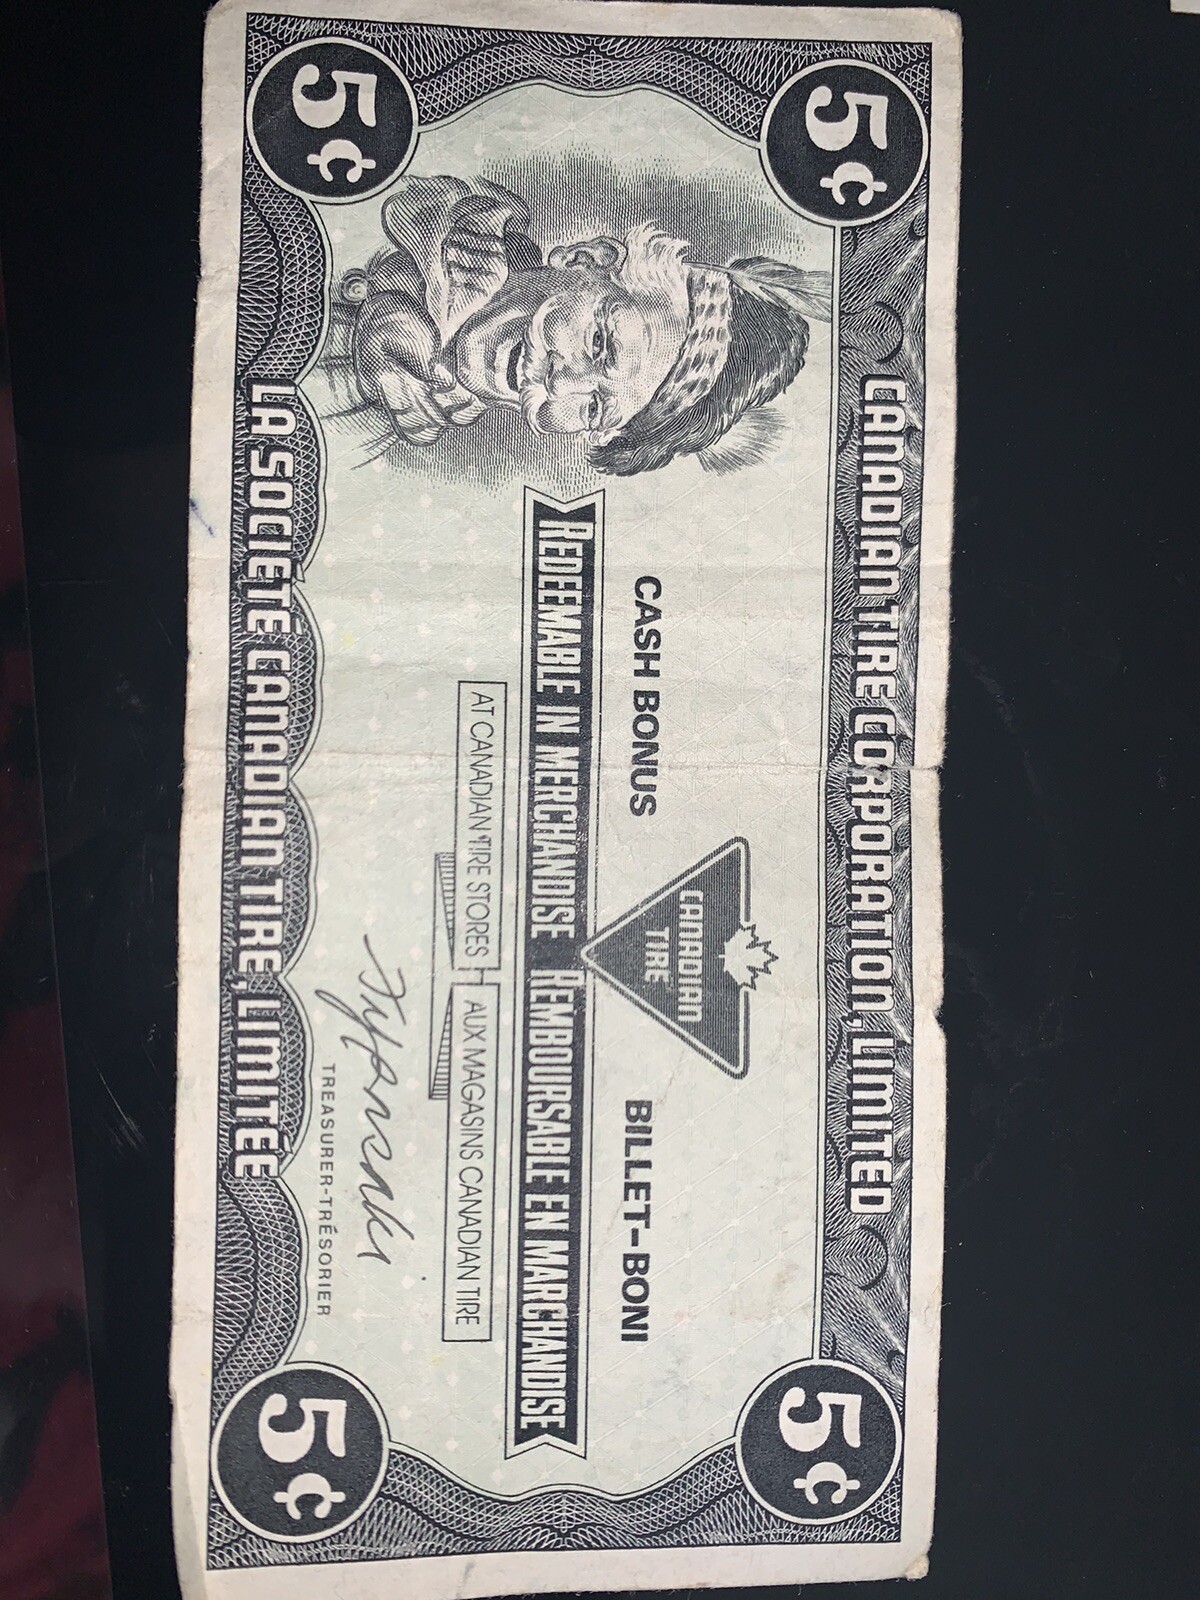 5¢
5¢
CANADIAN TIRE CORPORATION, LIMITED
CASH BONUS
CANADIAN
TIRE
BILLET-BONI
REDEEMABLE IN MERCHANDISE REMBOURSABLE EN MARCHANDISE
AT CANADIAN TIRE STORES
AUX MAGASINS CANADIAN TIRE
TREASURER-TRÉSORIER
LA SOCIÉTÉ CANADIAN TIRE, LIMITÉE
5¢
5¢